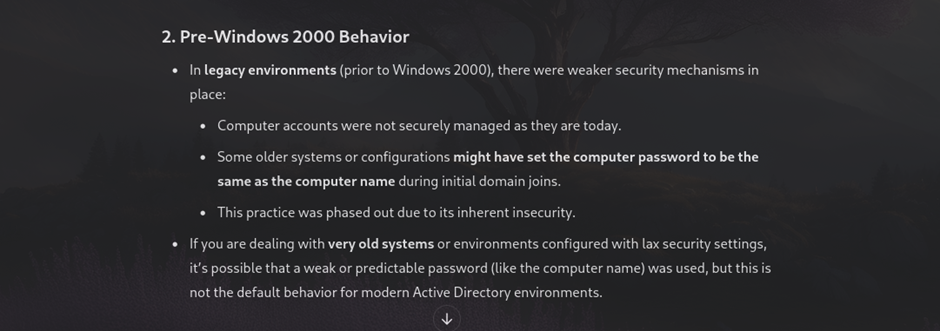 2. Pre-Windows 2000 Behavior
• In legacy environments (prior to Windows 2000), there were weaker security mechanisms in
place:
• Computer accounts were not securely managed as they are today.
• Some older systems or configurations might have set the computer password to be the
same as the computer name during initial domain joins.
• This practice was phased out due to its inherent insecurity.
• If you are dealing with very old systems or environments configured with lax security settings,
it's possible that a weak or predictable password (like the computer name) was used, but this is
not the default behavior for modern Active Directory environments.